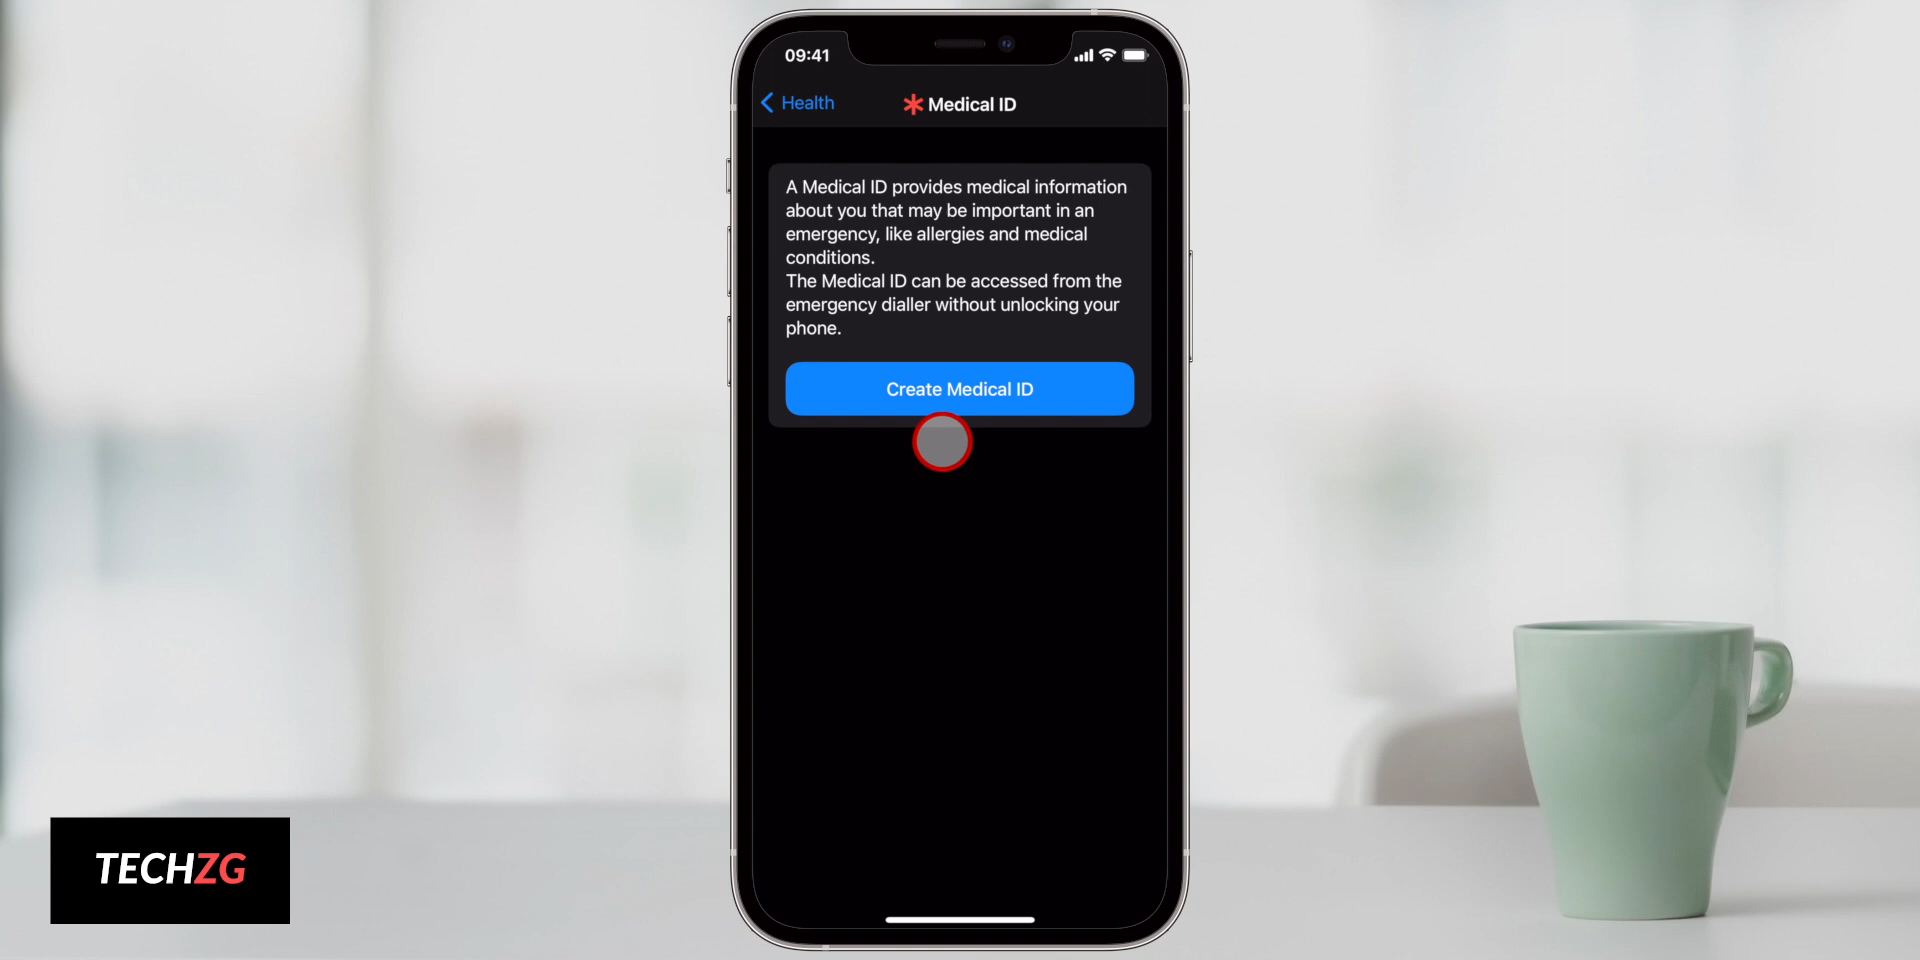 09:41
Health
Medical ID
A Medical ID provides medical information
about you that may be important in an
emergency, like allergies and medical
conditions.
The Medical ID can be accessed from the
emergency dialler without unlocking your
phone.
Create Medical ID
TECHZG